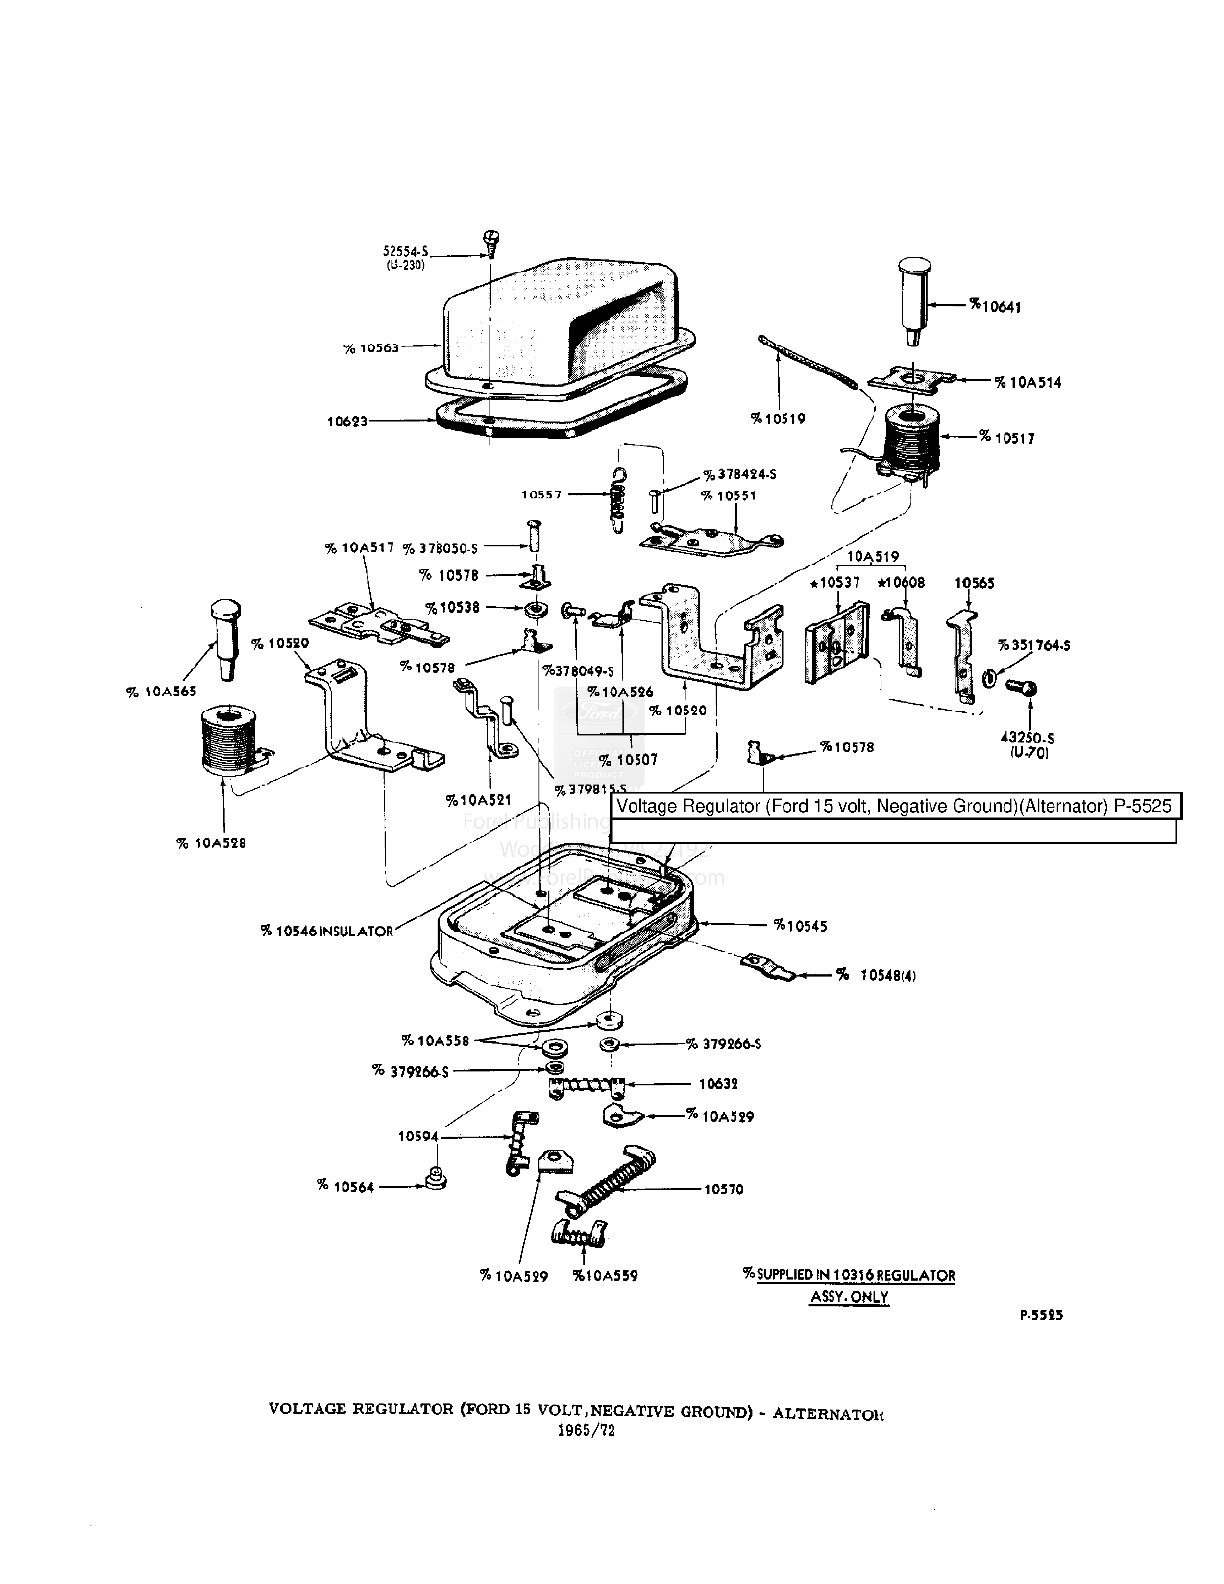 52554-S
(U-230)
% 10641
% 10563
% 10A514
% 10519
10623
% 10517
% 378424-S
10557
% 10551
% 10A517
% 378050-S
10A519
% 10578
★10537
★10608
10565
% 10538
% 10520
% 351764-S
% 10578
% 378049-S
% 10A565
% 10A526
% 10520
Ford
OFFICIAL
PRODUCT
43250-S
(U-70)
% 10578
% 10507
% 379815-S
% 10A521
Voltage Regulator (Ford 15 volt, Negative Ground)(Alternator) P-5525
Forel Publishing
% 10A528
% 10546 INSULATOR
% 10545
% 10548(4)
% 10A558
% 379266-S
% 379266-S
10632
% 10A529
10594
% 10564
10570
% 10A529
% 10A559
% SUPPLIED IN 10316 REGULATOR
ASSY. ONLY
P-5525
VOLTAGE REGULATOR (FORD 15 VOLT, NEGATIVE GROUND) - ALTERNATOR
1965/72